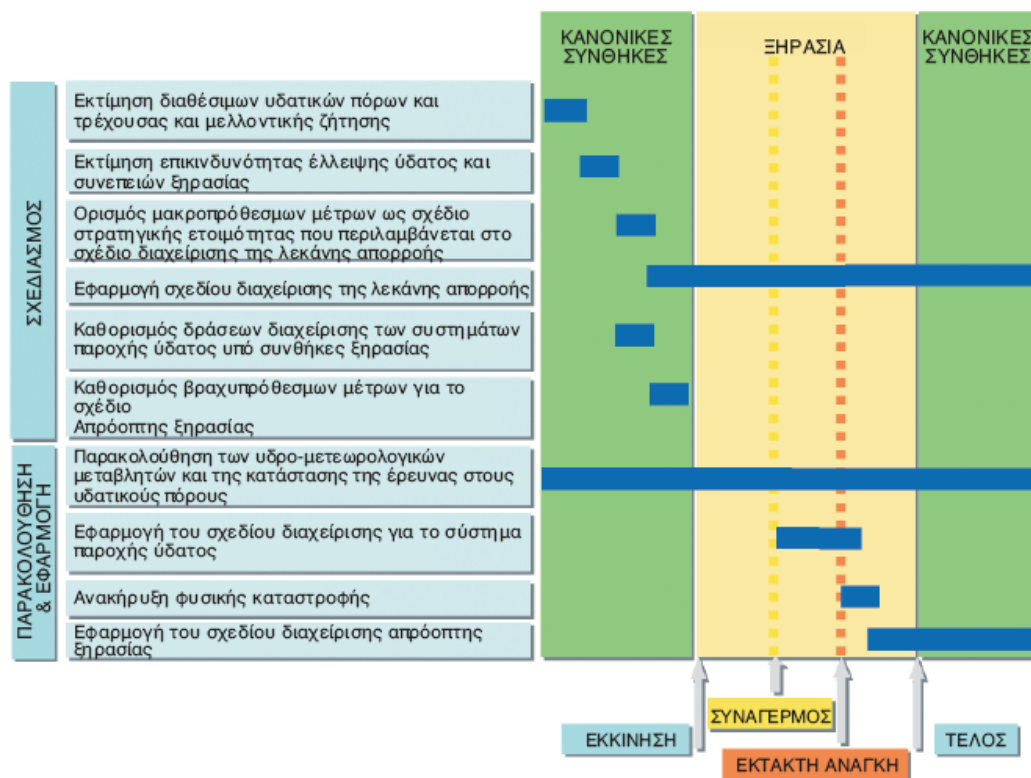 ΚΑΝΟΝΙΚΕΣ
ΣΥΝΘΗΚΕΣ
ΞΗΡΑΣΙΑ
ΚΑΝΟΝΙΚΕΣ
ΣΥΝΘΗΚΕΣ
ΣΧΕΔΙΑΣΜΟΣ
Εκτίμηση διαθέσιμων υδατικών πόρων και
τρέχουσας και μελλοντικής ζήτησης
Εκτίμηση επικινδυνότητας έλλειψης ύδατος και
συνεπειών ξηρασίας
Ορισμός μακροπρόθεσμων μέτρων ως σχέδιο
στρατηγικής ετοιμότητας που περιλαμβάνεται στο
σχέδιο διαχείρισης της λεκάνης απορροής
Εφαρμογή σχεδίου διαχείρισης της λεκάνης απορροής
Καθορισμός δράσεων διαχείρισης των συστημάτων
παροχής ύδατος υπό συνθήκες ξηρασίας
Καθορισμός βραχυπρόθεσμων μέτρων για το
σχέδιο
Απρόοπτης ξηρασίας
ΠΑΡΑΚΟΛΟΥΘΗΣΗ
& ΕΦΑΡΜΟΓΗ
Παρακολούθηση των υδρο-μετεωρολογικών
μεταβλητών και της κατάστασης της έρευνας στους
υδατικούς πόρους
Εφαρμογή του σχεδίου διαχείρισης για το σύστημα
παροχής ύδατος
Ανακήρυξη φυσικής καταστροφής
Εφαρμογή του σχεδίου διαχείρισης απρόοπτης
ξηρασίας
ΣΥΝΑΓΕΡΜΟΣ
ΕΚΚΙΝΗΣΗ
ΤΕΛΟΣ
ΕΚΤΑΚΤΗ ΑΝΑΓΚΗ